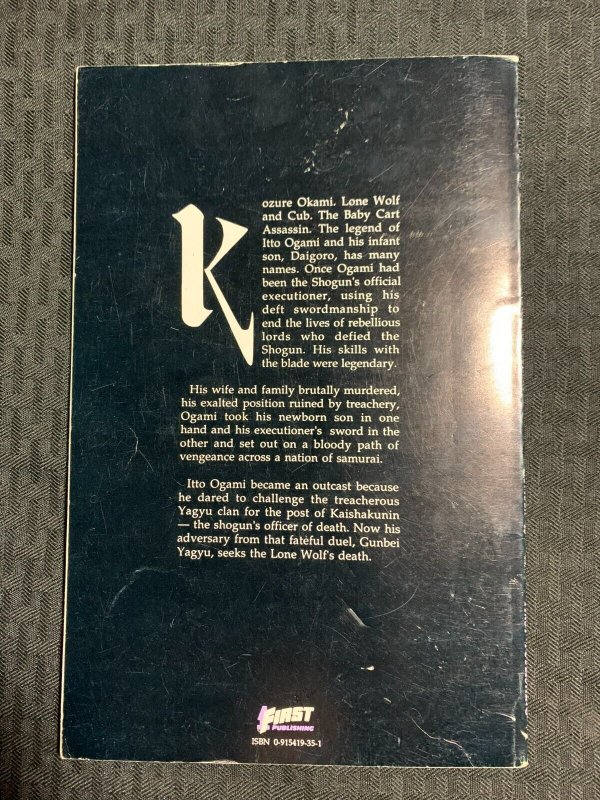 Kozure Okami. Lone Wolf
and Cub. The Baby Cart
Assassin. The legend of
Itto Ogami and his infant
son, Daigoro, has many
names. Once Ogami had
been the Shogun's official
executioner, using his
deft swordmanship to
end the lives of rebellious
lords who defied the
Shogun. His skills with
the blade were legendary.
His wife and family brutally murdered,
his exalted position ruined by treachery,
Ogami took his newborn son in one
hand and his executioner's sword in the
other and set out on a bloody path of
vengeance across a nation of samurai.
Itto Ogami became an outcast because
he dared to challenge the treacherous
Yagyu clan for the post of Kaishakunin
— the shogun's officer of death. Now his
adversary from that fateful duel, Gunbei
Yagyu, seeks the Lone Wolf's death.
FIRST
PUBLISHING
ISBN 0-915419-35-1